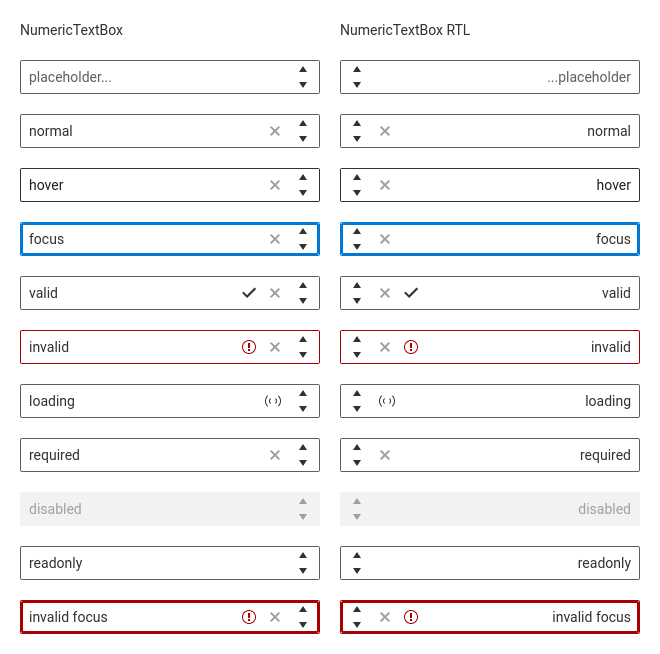 NumericTextBox
placeholder...
normal
hover
focus
valid
invalid
loading
required
disabled
readonly
invalid focus
NumericTextBox RTL
...placeholder
normal
hover
focus
valid
invalid
loading
required
disabled
readonly
invalid focus